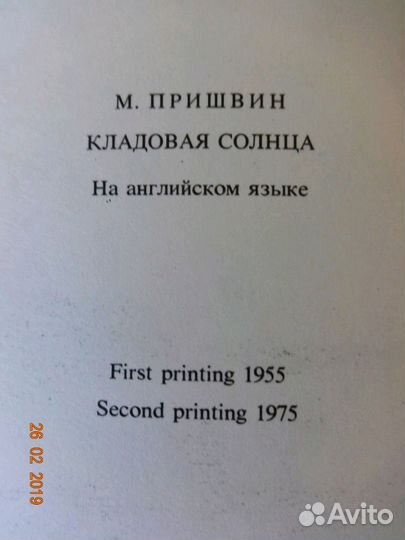 М. ПРИШВИН
КЛАДОВАЯ СОЛНЦА
На английском языке
First printing 1955
Second printing 1975
26 02 2019
Avito